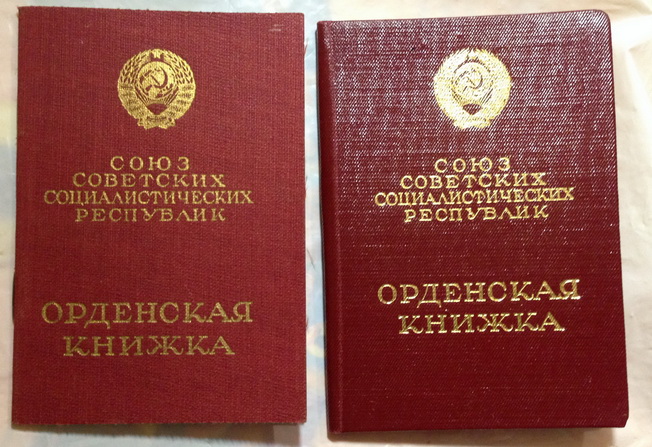 СОЮЗ
СОВЕТСКИХ
СОЦИАЛИСТИЧЕСКИХ
РЕСПУБЛИК
ОРДЕНСКАЯ
КНИЖКА
СОЮЗ
СОВЕТСКИХ
СОЦИАЛИСТИЧЕСКИХ
РЕСПУБЛИК
ОРДЕНСКАЯ
КНИЖКА